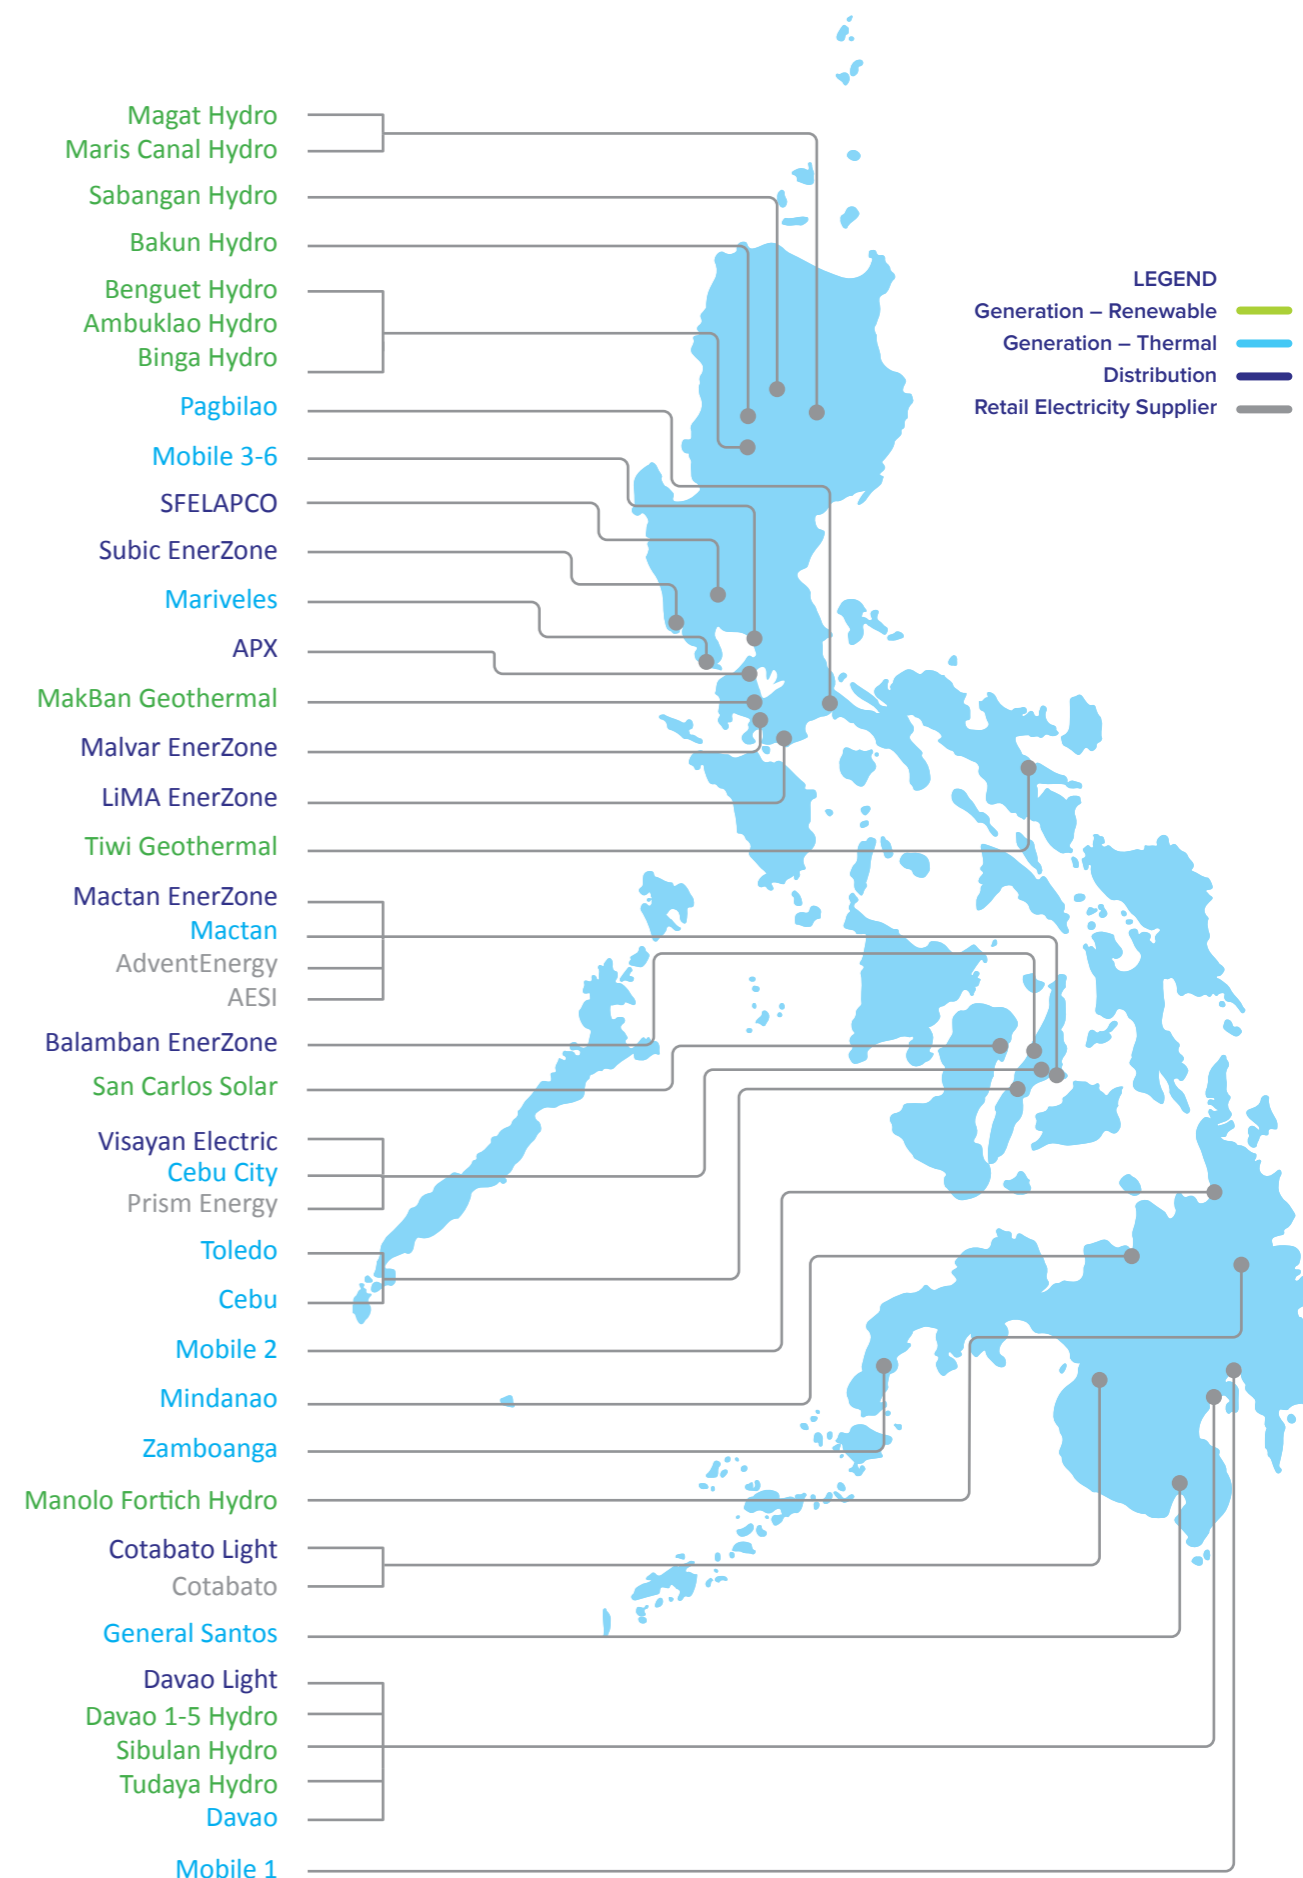 Magat Hydro
Maris Canal Hydro
Sabangan Hydro
Bakun Hydro
Benguet Hydro
Ambuklao Hydro
Binga Hydro
Pagbilao
Mobile 3-6
SFELAPCO
Subic EnerZone
Mariveles
APX
MakBan Geothermal
Malvar EnerZone
LiMA EnerZone
Tiwi Geothermal
Mactan EnerZone
Mactan
AdventEnergy
AESI
Balamban EnerZone
San Carlos Solar
Visayan Electric
Cebu City
Prism Energy
Toledo
Cebu
Mobile 2
Mindanao
Zamboanga
Manolo Fortich Hydro
Cotabato Light
Cotabato
General Santos
Davao Light
Davao 1-5 Hydro
Sibulan Hydro
Tudaya Hydro
Davao
Mobile 1
LEGEND
Generation – Renewable
Generation – Thermal
Distribution
Retail Electricity Supplier